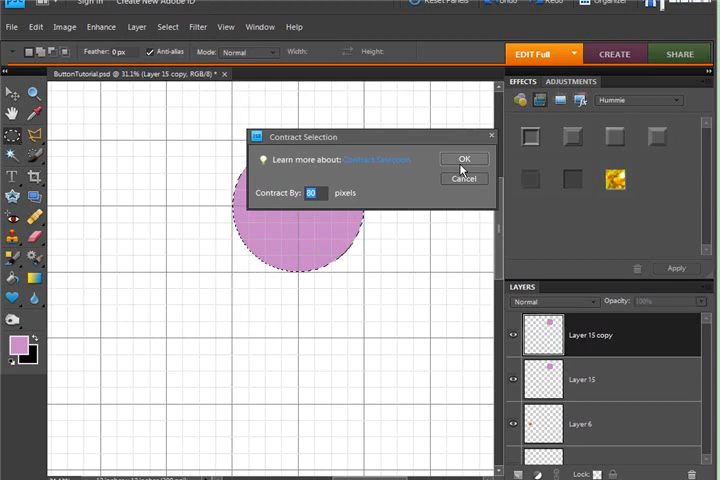 Sign In Create New Adobe ID Reset Panels Undo Redo Organizer
File Edit Image Enhance Layer Select Filter View Window Help
Feather: 0 px Anti-alias Mode: Normal Width: Height: EDIT Full CREATE SHARE
ButtonTutorial.psd @ 31.1% (Layer 15 copy, RGB/8) * ×
EFFECTS ADJUSTMENTS
Hummie
Contract Selection
Learn more about: Contract Selection
OK
Cancel
Contract By: 80 pixels
Apply
LAYERS
Normal Opacity: 100%
Layer 15 copy
Layer 15
Layer 6
Lock: